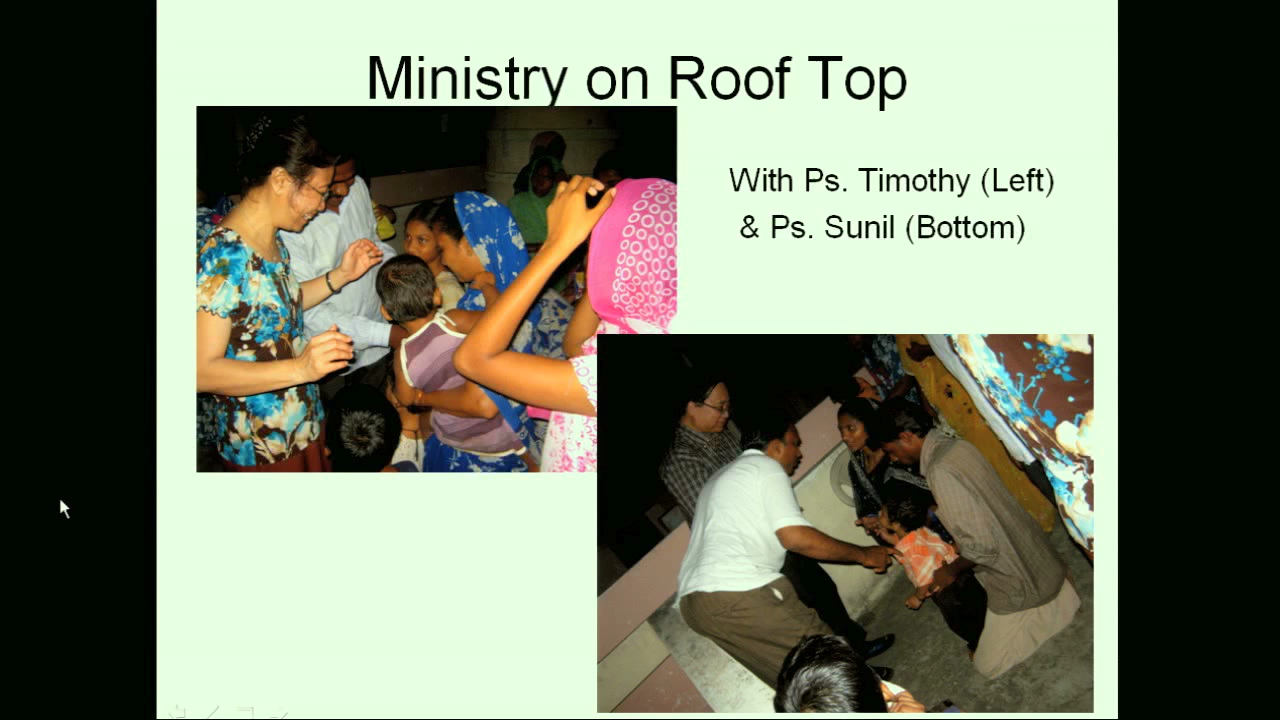 Ministry on Roof Top
With Ps. Timothy (Left)
& Ps. Sunil (Bottom)